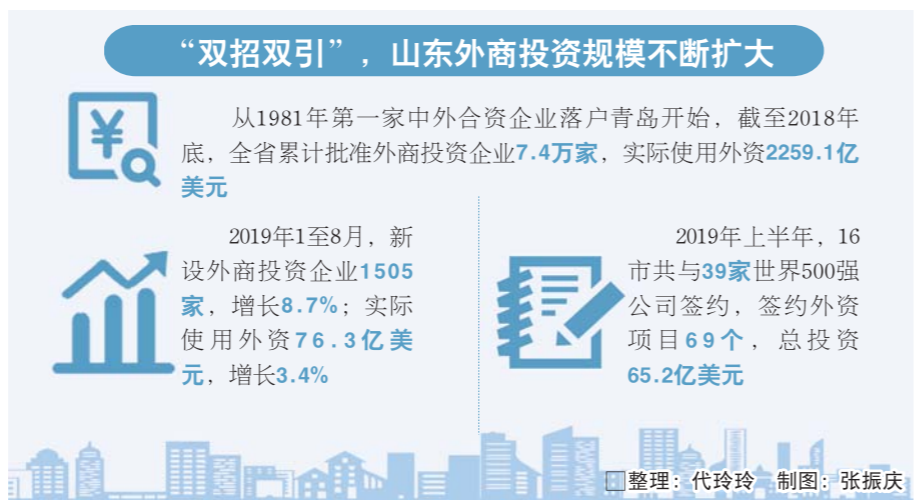 “双招双引”，山东外商投资规模不断扩大
从1981年第一家中外合资企业落户青岛开始，截至2018年
底，全省累计批准外商投资企业7.4万家，实际使用外资2259.1亿
美元
2019年1至8月，新
设外商投资企业1505
家，增长8.7%；实际
使用外资76.3亿美
元，增长3.4%
2019年上半年，16
市共与39家世界500强
公司签约，签约外资
项目69个，总投资
65.2亿美元
整理：代玲玲　制图：张振庆